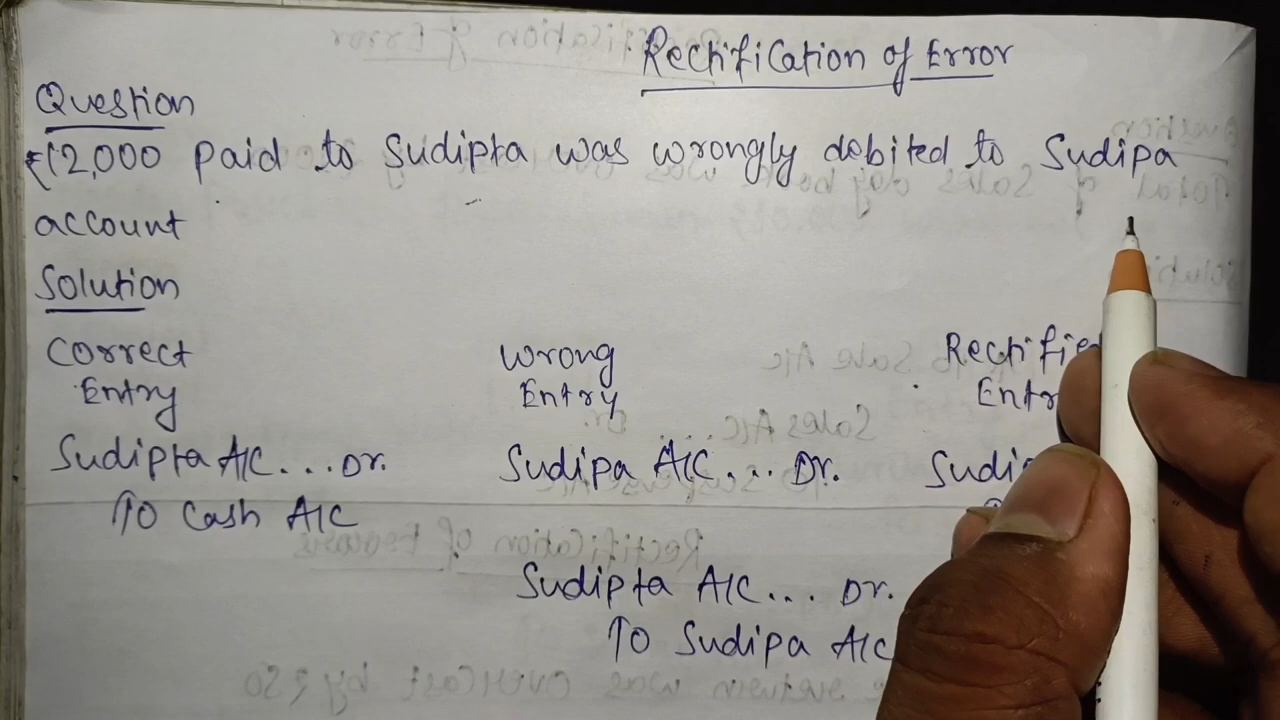 Rectification of Error
Question
₹12,000 paid to Sudipta was wrongly debited to Sudipa
account
Solution
Correct Wrong
Entry Entry
Sudipta A/C ... Dr. Sudipa A/C ... Dr.
To Cash A/C
Sudipta A/C ... Dr.
To Sudipa A/C